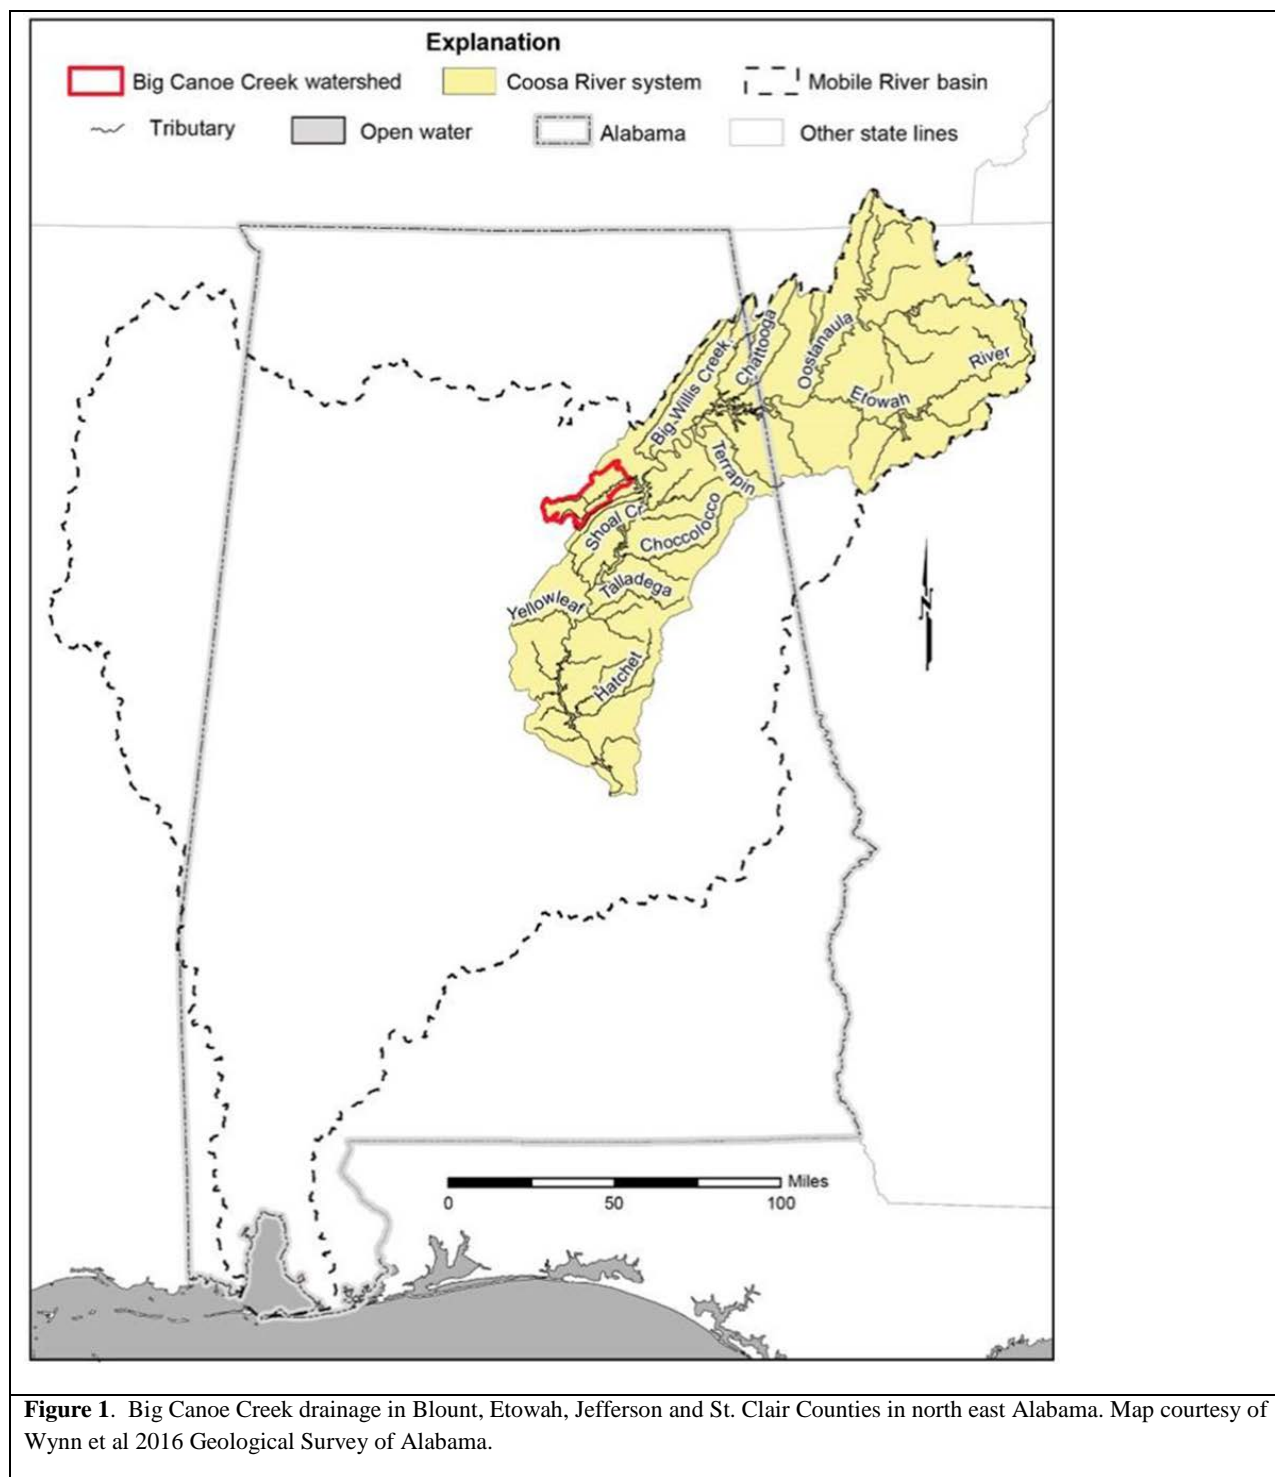 Explanation
Big Canoe Creek watershed Coosa River system Mobile River basin
Tributary Open water Alabama Other state lines
Big Willis Creek
Chattooga
Oostanaula
River
Etowah
Terrapin
Shoal Cr.
Choccolocco
Talladega
Yellowleaf
Hatchet
N
Miles
0 50 100
Figure 1. Big Canoe Creek drainage in Blount, Etowah, Jefferson and St. Clair Counties in north east Alabama. Map courtesy of
Wynn et al 2016 Geological Survey of Alabama.